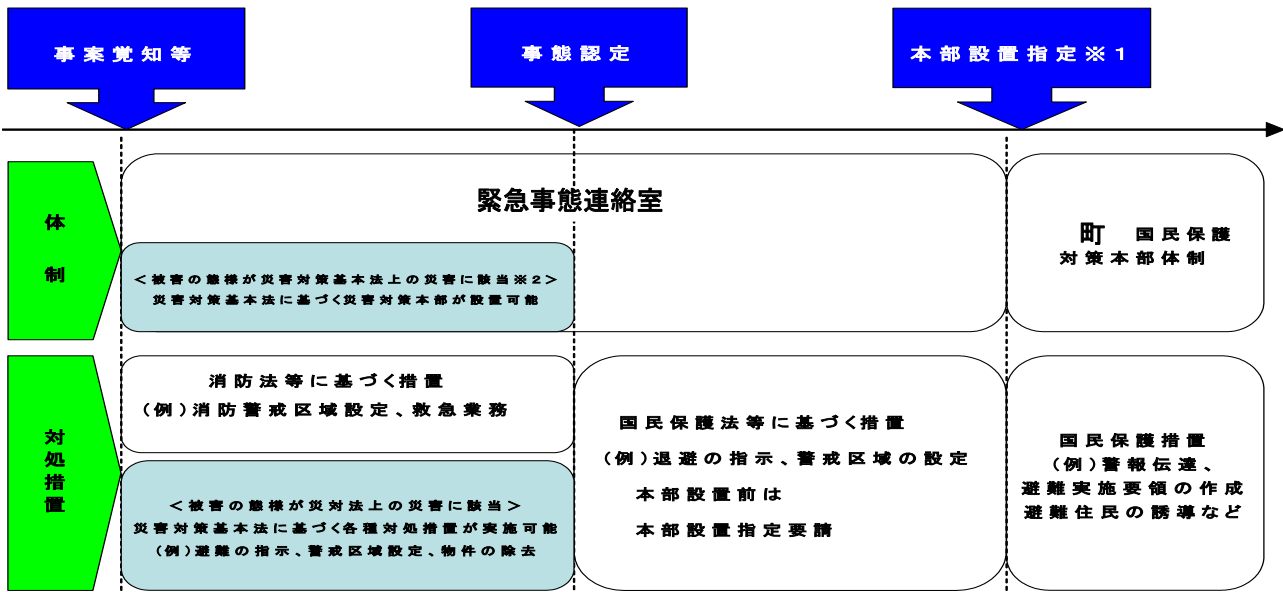 事案覚知等
事態認定
本部設置指定※1
体
制
緊急事態連絡室
＜被害の態様が災害対策基本法上の災害に該当※2＞
災害対策基本法に基づく災害対策本部が設置可能
町 国民保護
対策本部体制
対
処
措
置
消防法等に基づく措置
（例）消防警戒区域設定、救急業務
＜被害の態様が災対法上の災害に該当＞
災害対策基本法に基づく各種対処措置が実施可能
（例）避難の指示、警戒区域設定、物件の除去
国民保護法等に基づく措置
（例）退避の指示、警戒区域の設定
本部設置前は
本部設置指定要請
国民保護措置
（例）警報伝達、
避難実施要領の作成
避難住民の誘導など